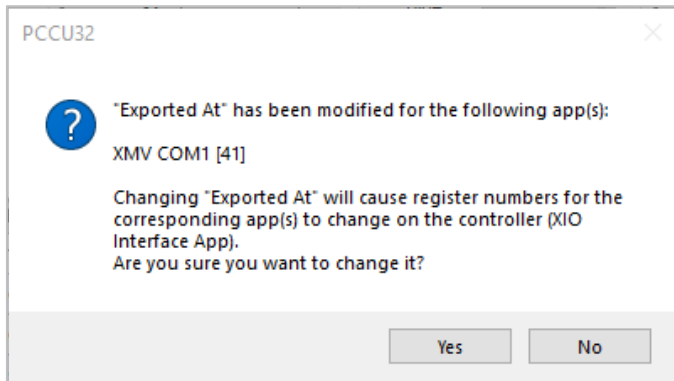 PCCU32
"Exported At" has been modified for the following app(s):
XMV COM1 [41]
Changing "Exported At" will cause register numbers for the
corresponding app(s) to change on the controller (XIO
Interface App).
Are you sure you want to change it?
Yes
No